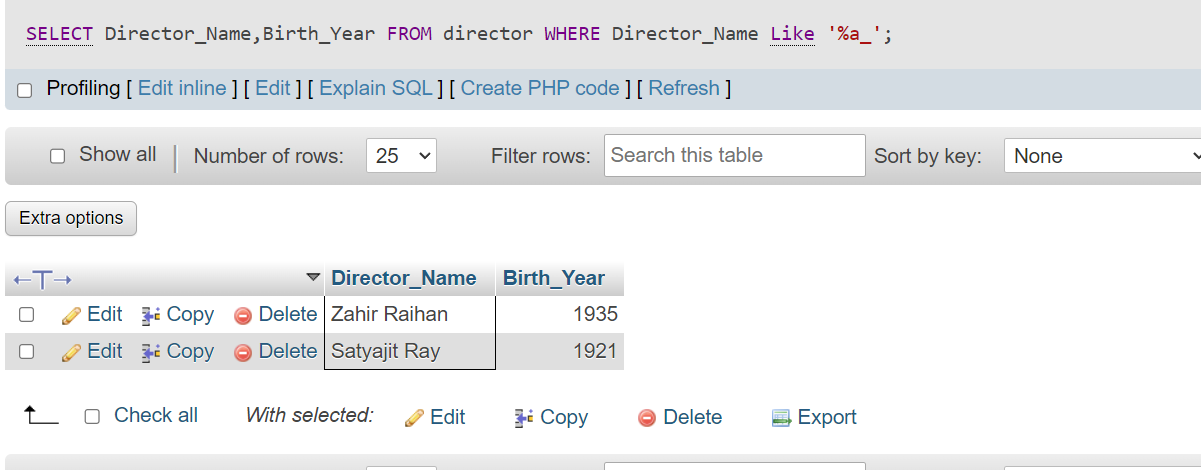 SELECT Director_Name,Birth_Year FROM director WHERE Director_Name Like '%a_';
Profiling [ Edit inline ] [ Edit ] [ Explain SQL ] [ Create PHP code ] [ Refresh ]
Show all Number of rows: 25 Filter rows: Search this table Sort by key: None
Extra options
←T→ Director_Name Birth_Year
Edit Copy Delete Zahir Raihan 1935
Edit Copy Delete Satyajit Ray 1921
Check all With selected: Edit Copy Delete Export